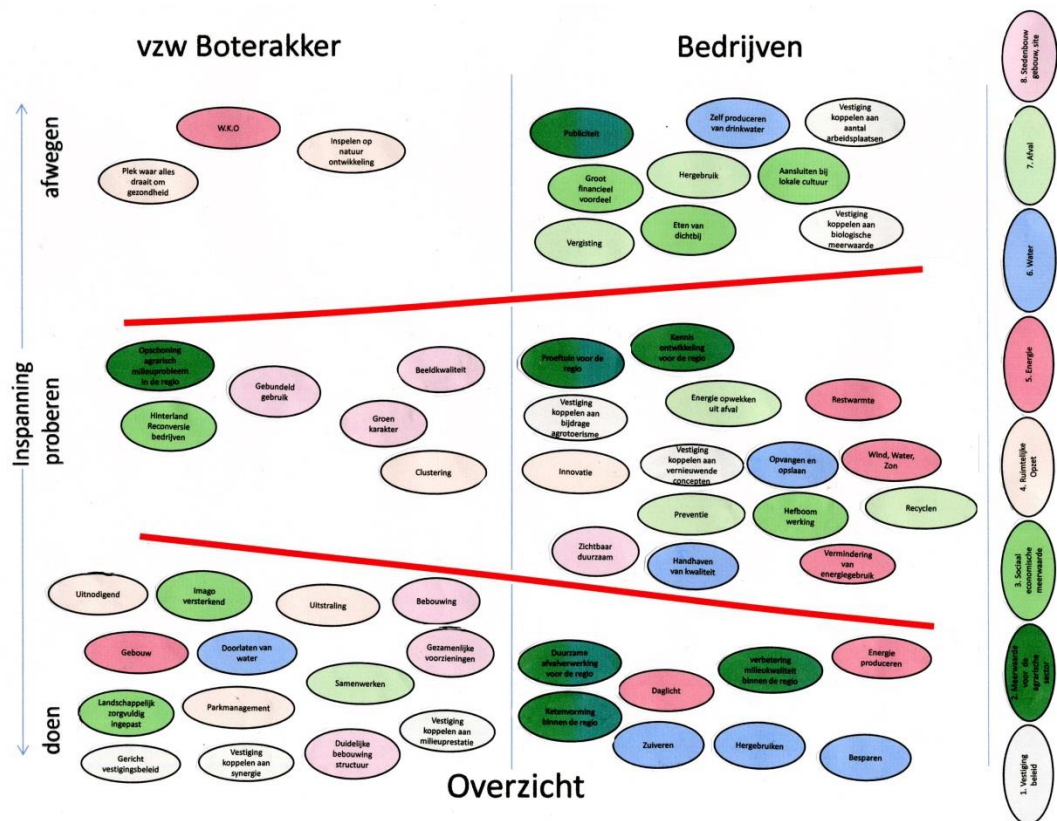 vzw Boterakker
Bedrijven
Inspanning
afwegen
W.K.O
Inspelen op
natuur
ontwikkeling
Plek waar alles
draait om
gezondheid
Publiciteit
Zelf produceren
van drinkwater
Vestiging
koppelen aan
aantal
arbeidsplaatsen
Groot
financieel
voordeel
Hergebruik
Aansluiten bij
lokale cultuur
Vergisting
Eten van
dichtbij
Vestiging
koppelen aan
biologische
meerwaarde
proberen
Opschoning
agrarisch
milieuprobleem
in de regio
Gebundeld
gebruik
Beeldkwaliteit
Hinterland
Reconversie
bedrijven
Groen
karakter
Clustering
Proeftuin voor de
regio
Kennis
ontwikkeling
voor de regio
Vestiging
koppelen aan
bijdrage
agrotoerisme
Energie opwekken
uit afval
Restwarmte
Innovatie
Vestiging
koppelen aan
vernieuwende
concepten
Opvangen en
opslaan
Wind, Water,
Zon
Preventie
Hefboom
werking
Recyclen
Zichtbaar
duurzaam
Handhaven
van kwaliteit
Vermindering
van
energiegebruik
doen
Uitnodigend
Imago
versterkend
Uitstraling
Bebouwing
Gebouw
Doorlaten van
water
Gezamenlijke
voorzieningen
Samenwerken
Landschappelijk
zorgvuldig
ingepast
Parkmanagement
Gericht
vestigingsbeleid
Vestiging
koppelen aan
synergie
Duidelijke
bebouwing
structuur
Vestiging
koppelen aan
milieuprestatie
Duurzame
afvalverwerking
voor de regio
verbetering
milieukwaliteit
binnen de regio
Energie
produceren
Daglicht
Ketenvorming
binnen de regio
Zuiveren
Hergebruiken
Besparen
Overzicht
8. Stedenbouw
gebouw, site
7. Afval
6. Water
5. Energie
4. Ruimtelijke
Opzet
3. Sociaal
economische
meerwaarde
2. Meerwaarde
voor de
agrarische
sector
1. Vestiging
beleid